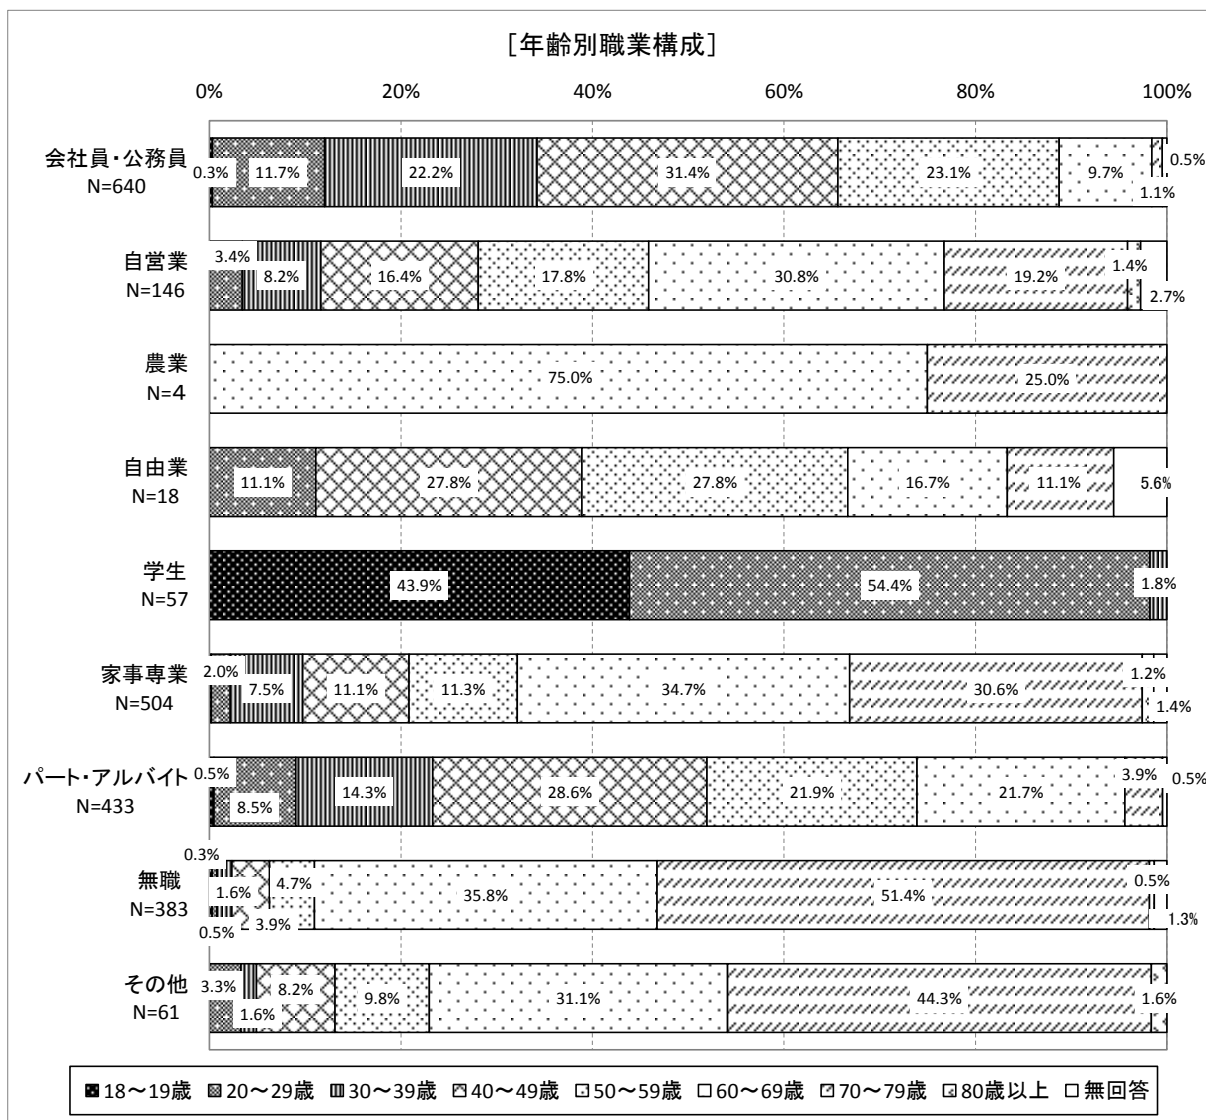 [年齢別職業構成]
0% 20% 40% 60% 80% 100%
会社員・公務員
N=640
0.3% 11.7% 22.2% 31.4% 23.1% 9.7% 1.1% 0.5%
自営業
N=146
3.4% 8.2% 16.4% 17.8% 30.8% 19.2% 1.4% 2.7%
農業
N=4
75.0% 25.0%
自由業
N=18
11.1% 27.8% 27.8% 16.7% 11.1% 5.6%
学生
N=57
43.9% 54.4% 1.8%
家事専業
N=504
2.0% 7.5% 11.1% 11.3% 34.7% 30.6% 1.2% 1.4%
パート・アルバイト
N=433
0.5% 8.5% 14.3% 28.6% 21.9% 21.7% 3.9% 0.5%
無職
N=383
0.3% 0.5% 1.6% 3.9% 4.7% 35.8% 51.4% 0.5% 1.3%
その他
N=61
3.3% 1.6% 8.2% 9.8% 31.1% 44.3% 1.6%
18～19歳 20～29歳 30～39歳 40～49歳 50～59歳 60～69歳 70～79歳 80歳以上 無回答